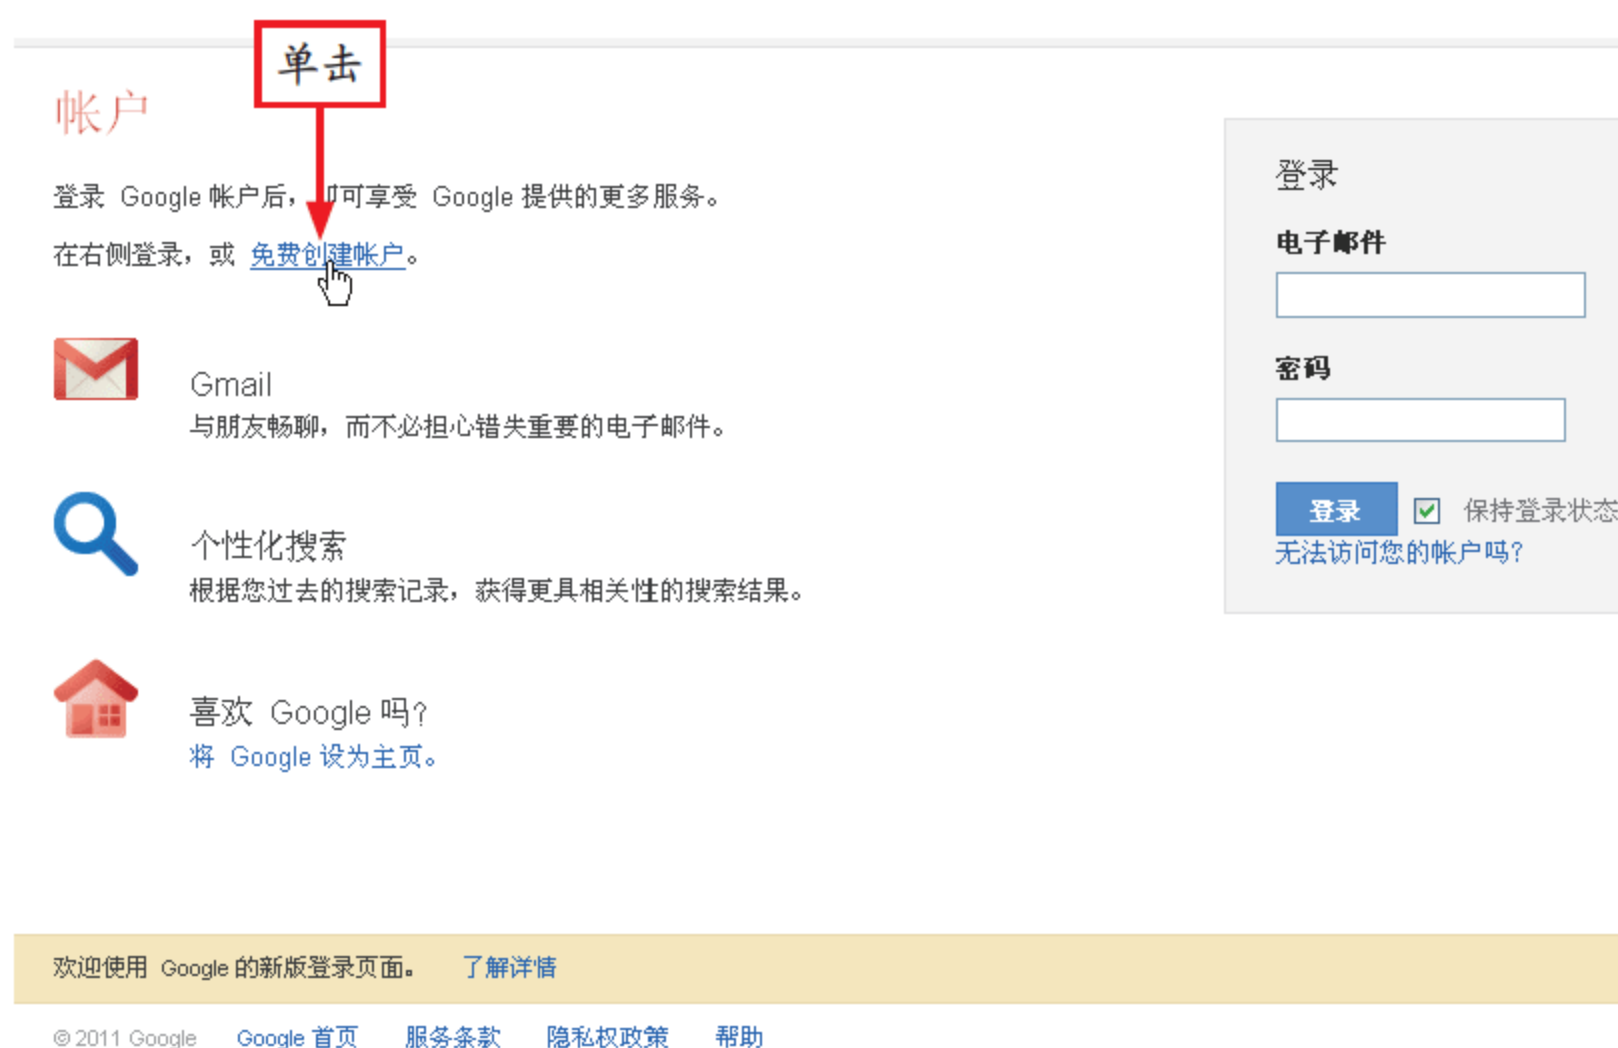 单击
帐户
登录 Google 帐户后，可享受 Google 提供的更多服务。
在右侧登录，或 免费创建帐户。
Gmail
与朋友畅聊，而不必担心错失重要的电子邮件。
个性化搜索
根据您过去的搜索记录，获得更具相关性的搜索结果。
喜欢 Google 吗？
将 Google 设为主页。
登录
电子邮件
密码
登录 保持登录状态
无法访问您的帐户吗？
欢迎使用 Google 的新版登录页面。 了解详情
© 2011 Google Google 首页 服务条款 隐私权政策 帮助